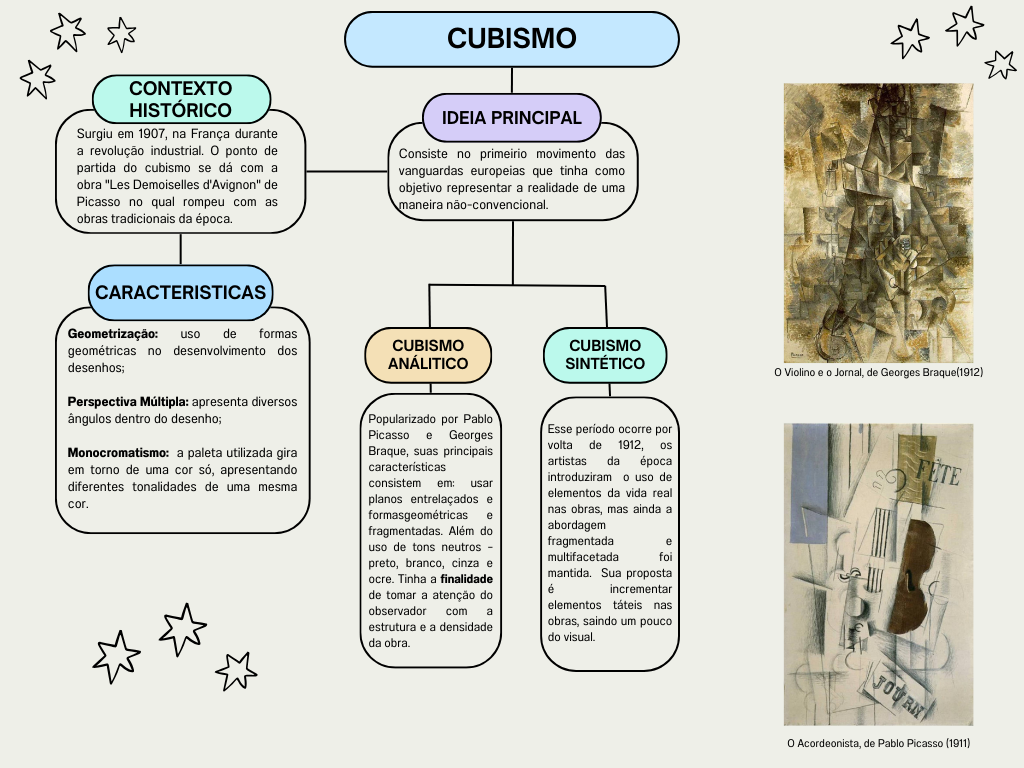 CUBISMO
CONTEXTO
HISTÓRICO
Surgiu em 1907, na França durante
a revolução industrial. O ponto de
partida do cubismo se dá com a
obra "Les Demoiselles d'Avignon" de
Picasso no qual rompeu com as
obras tradicionais da época.
IDEIA PRINCIPAL
Consiste no primeirio movimento das
vanguardas europeias que tinha como
objetivo representar a realidade de uma
maneira não-convencional.
CARACTERISTICAS
Geometrização: uso de formas
geométricas no desenvolvimento dos
desenhos;
Perspectiva Múltipla: apresenta diversos
ângulos dentro do desenho;
Monocromatismo: a paleta utilizada gira
em torno de uma cor só, apresentando
diferentes tonalidades de uma mesma
cor.
CUBISMO
ANÁLITICO
Popularizado por Pablo
Picasso e Georges
Braque, suas principais
características
consistem em: usar
planos entrelaçados e
formasgeométricas e
fragmentadas. Além do
uso de tons neutros –
preto, branco, cinza e
ocre. Tinha a finalidade
de tomar a atenção do
observador com a
estrutura e a densidade
da obra.
CUBISMO
SINTÉTICO
Esse período ocorre por
volta de 1912, os
artistas da época
introduziram o uso de
elementos da vida real
nas obras, mas ainda a
abordagem
fragmentada e
multifacetada foi
mantida. Sua proposta
é incrementar
elementos táteis nas
obras, saindo um pouco
do visual.
O Violino e o Jornal, de Georges Braque(1912)
FÊTE
JOURN
O Acordeonista, de Pablo Picasso (1911)